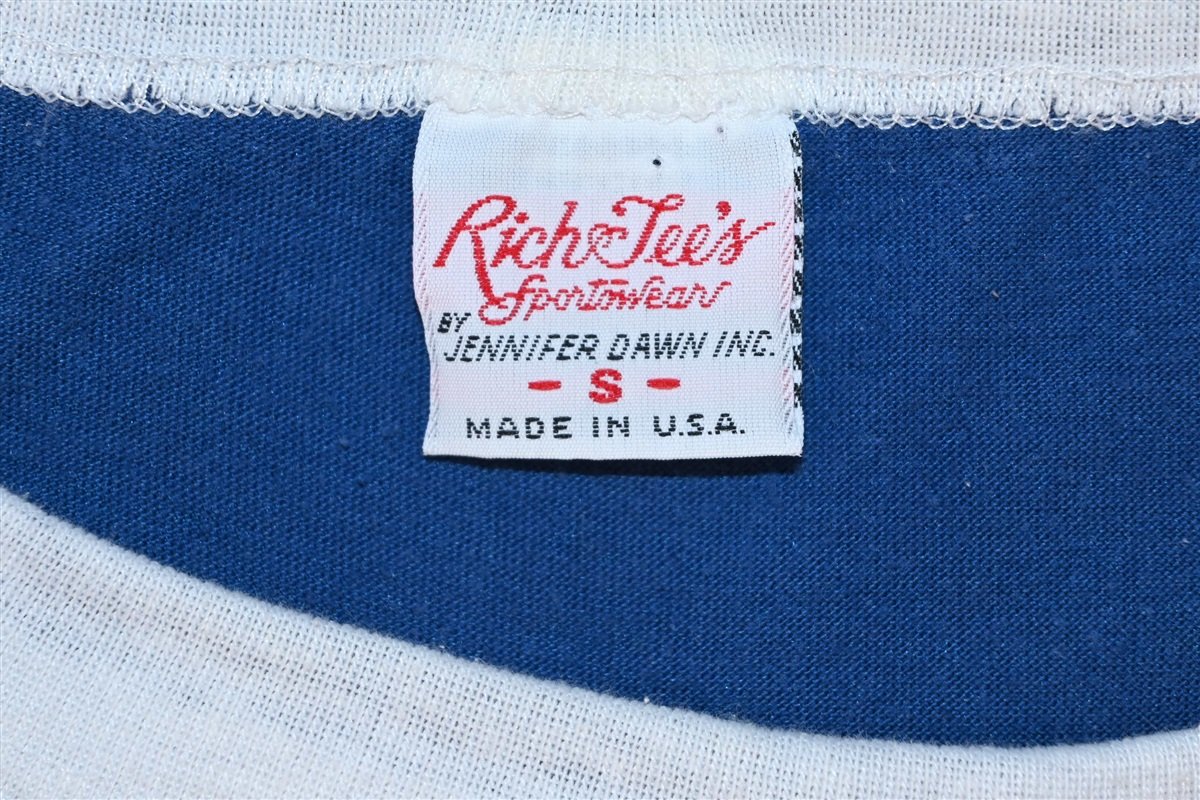 Rich & Tee's
Sportswear
BY
JENNIFER DAWN INC.
- S -
MADE IN U.S.A.